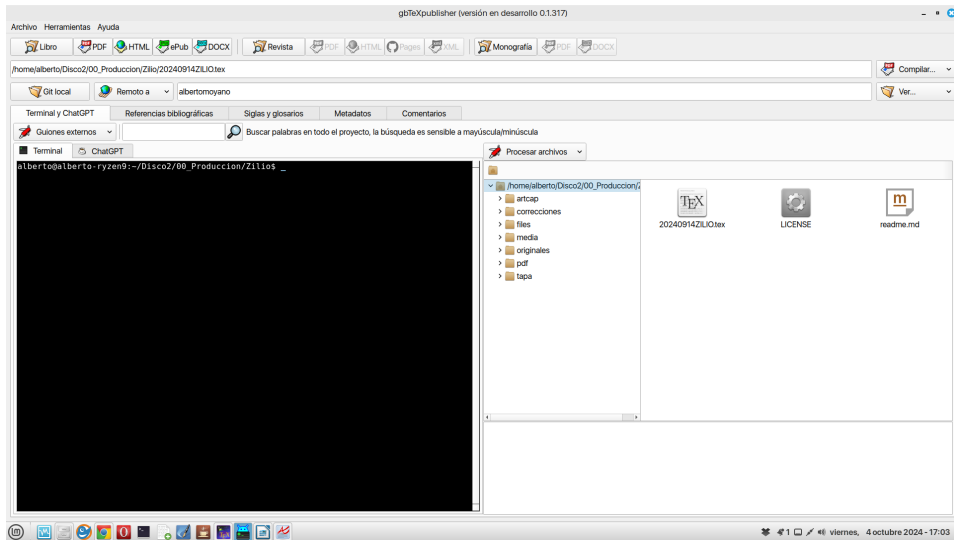 gbTeXpublisher (versión en desarrollo 0.1.317)
Archivo Herramientas Ayuda
Libro PDF HTML ePub DOCX Revista PDF HTML Pages XML Monografía PDF DOCX
/home/alberto/Disco2/00_Produccion/Zilio/20240914ZILIO.tex Compilar...
Git local Remoto a albertomoyano Ver...
Terminal y ChatGPT Referencias bibliográficas Siglas y glosarios Metadatos Comentarios
Guiones externos Buscar palabras en todo el proyecto, la búsqueda es sensible a mayúscula/minúscula
Terminal ChatGPT Procesar archivos
alberto@alberto-ryzen9:~/Disco2/00_Produccion/Zilio$ _
/home/alberto/Disco2/00_Produccion/Z
artcap
correcciones
files
media
originales
pdf
tapa
TEX
m
20240914ZILIO.tex LICENSE readme.md
1 viernes, 4 octubre 2024 - 17:03